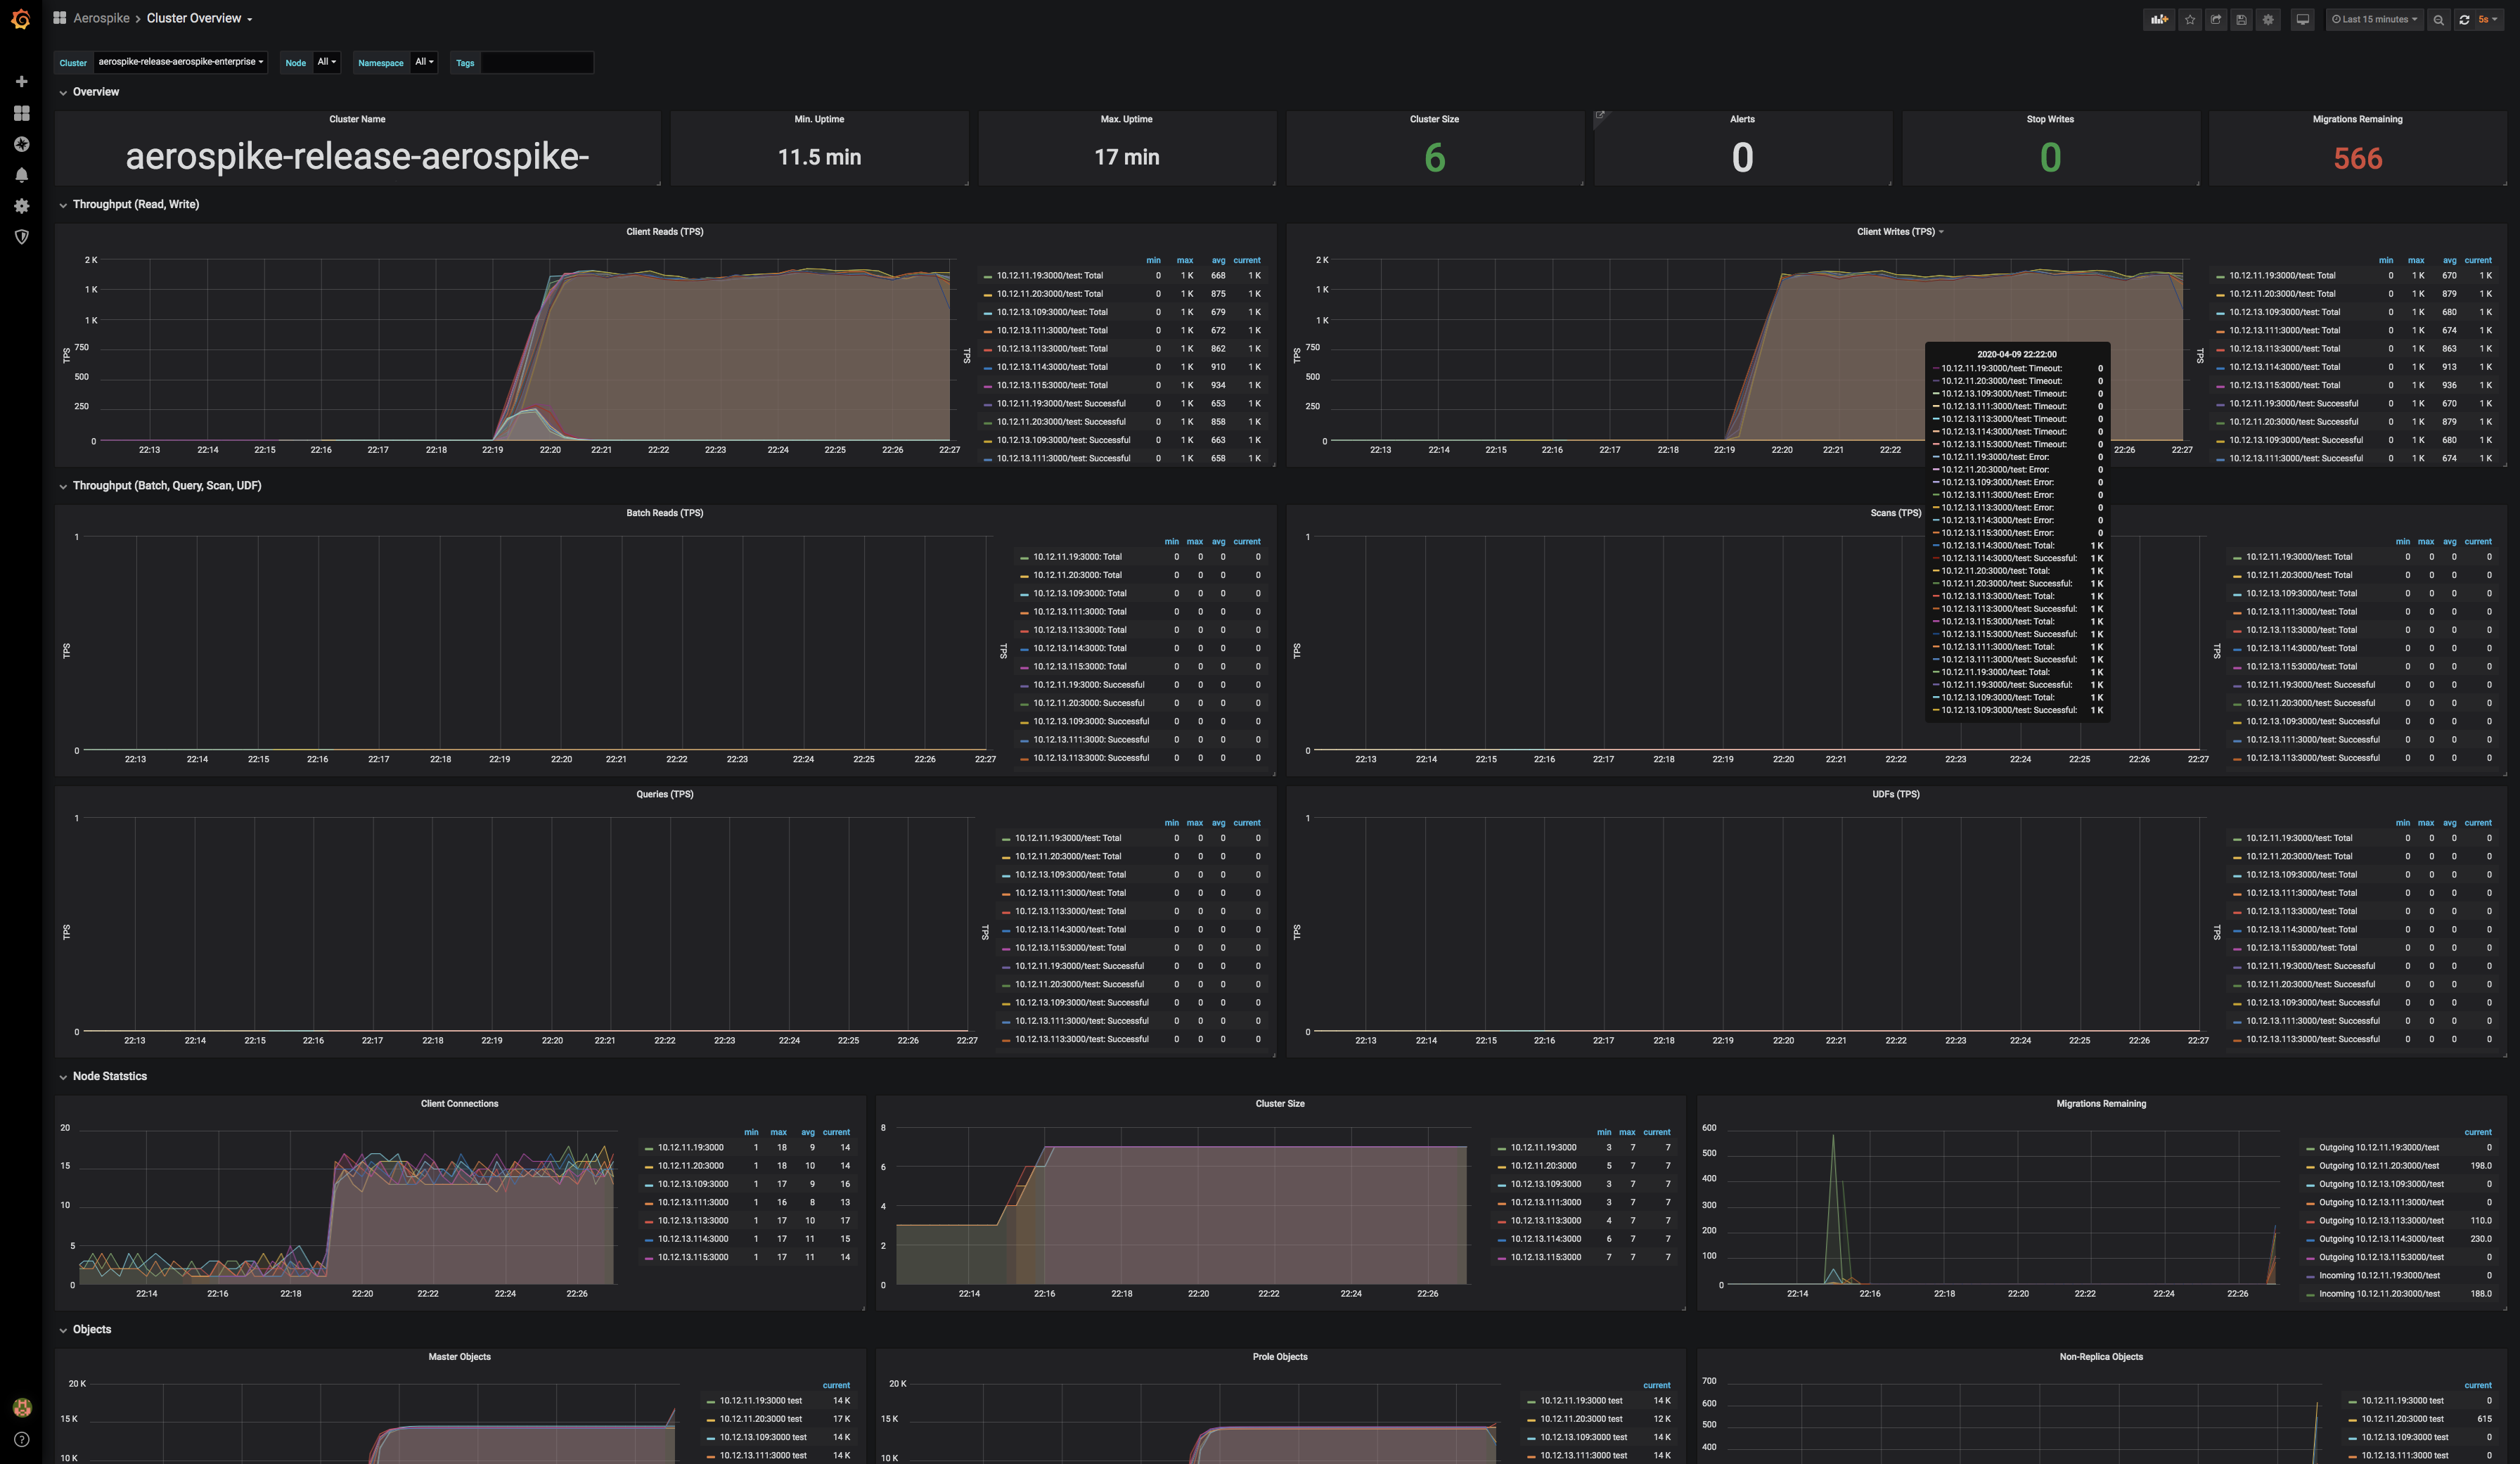 Aerospike > Cluster Overview
Last 15 minutes
5s
Cluster aerospike-release-aerospike-enterprise Node All Namespace All Tags
Overview
Cluster Name
aerospike-release-aerospike-
Min. Uptime
11.5 min
Max. Uptime
17 min
Cluster Size
6
Alerts
0
Stop Writes
0
Migrations Remaining
566
Throughput (Read, Write)
Client Reads (TPS)
2 K
1 K
1 K
750
500
250
0
TPS
TPS
22:13 22:14 22:15 22:16 22:17 22:18 22:19 22:20 22:21 22:22 22:23 22:24 22:25 22:26 22:27
min max avg current
10.12.11.19:3000/test: Total 0 1 K 668 1 K
10.12.11.20:3000/test: Total 0 1 K 875 1 K
10.12.13.109:3000/test: Total 0 1 K 679 1 K
10.12.13.111:3000/test: Total 0 1 K 672 1 K
10.12.13.113:3000/test: Total 0 1 K 862 1 K
10.12.13.114:3000/test: Total 0 1 K 910 1 K
10.12.13.115:3000/test: Total 0 1 K 934 1 K
10.12.11.19:3000/test: Successful 0 1 K 653 1 K
10.12.11.20:3000/test: Successful 0 1 K 858 1 K
10.12.13.109:3000/test: Successful 0 1 K 663 1 K
10.12.13.111:3000/test: Successful 0 1 K 658 1 K
Client Writes (TPS)
2 K
1 K
1 K
750
500
250
0
TPS
TPS
22:13 22:14 22:15 22:16 22:17 22:18 22:19 22:20 22:21 22:22 22:26 22:27
min max avg current
10.12.11.19:3000/test: Total 0 1 K 670 1 K
10.12.11.20:3000/test: Total 0 1 K 879 1 K
10.12.13.109:3000/test: Total 0 1 K 680 1 K
10.12.13.111:3000/test: Total 0 1 K 674 1 K
10.12.13.113:3000/test: Total 0 1 K 863 1 K
10.12.13.114:3000/test: Total 0 1 K 913 1 K
10.12.13.115:3000/test: Total 0 1 K 936 1 K
10.12.11.19:3000/test: Successful 0 1 K 670 1 K
10.12.11.20:3000/test: Successful 0 1 K 879 1 K
10.12.13.109:3000/test: Successful 0 1 K 680 1 K
10.12.13.111:3000/test: Successful 0 1 K 674 1 K
2020-04-09 22:22:00
10.12.11.19:3000/test: Timeout: 0
10.12.11.20:3000/test: Timeout: 0
10.12.13.109:3000/test: Timeout: 0
10.12.13.111:3000/test: Timeout: 0
10.12.13.113:3000/test: Timeout: 0
10.12.13.114:3000/test: Timeout: 0
10.12.13.115:3000/test: Timeout: 0
10.12.11.19:3000/test: Error: 0
10.12.11.20:3000/test: Error: 0
10.12.13.109:3000/test: Error: 0
10.12.13.111:3000/test: Error: 0
10.12.13.113:3000/test: Error: 0
10.12.13.114:3000/test: Error: 0
10.12.13.115:3000/test: Error: 0
10.12.13.114:3000/test: Total: 1 K
10.12.13.114:3000/test: Successful: 1 K
10.12.11.20:3000/test: Total: 1 K
10.12.11.20:3000/test: Successful: 1 K
10.12.13.113:3000/test: Total: 1 K
10.12.13.113:3000/test: Successful: 1 K
10.12.13.115:3000/test: Total: 1 K
10.12.13.115:3000/test: Successful: 1 K
10.12.13.111:3000/test: Total: 1 K
10.12.13.111:3000/test: Successful: 1 K
10.12.11.19:3000/test: Total: 1 K
10.12.11.19:3000/test: Successful: 1 K
10.12.13.109:3000/test: Total: 1 K
10.12.13.109:3000/test: Successful: 1 K
Throughput (Batch, Query, Scan, UDF)
Batch Reads (TPS)
1
0
TPS
TPS
22:13 22:14 22:15 22:16 22:17 22:18 22:19 22:20 22:21 22:22 22:23 22:24 22:25 22:26 22:27
min max avg current
10.12.11.19:3000: Total 0 0 0 0
10.12.11.20:3000: Total 0 0 0 0
10.12.13.109:3000: Total 0 0 0 0
10.12.13.111:3000: Total 0 0 0 0
10.12.13.113:3000: Total 0 0 0 0
10.12.13.114:3000: Total 0 0 0 0
10.12.13.115:3000: Total 0 0 0 0
10.12.11.19:3000: Successful 0 0 0 0
10.12.11.20:3000: Successful 0 0 0 0
10.12.13.109:3000: Successful 0 0 0 0
10.12.13.111:3000: Successful 0 0 0 0
10.12.13.113:3000: Successful 0 0 0 0
Scans (TPS)
1
0
TPS
TPS
22:13 22:14 22:15 22:16 22:17 22:18 22:19 22:20 22:21 22:22 22:23 22:24 22:25 22:26 22:27
min max avg current
10.12.11.19:3000/test: Total 0 0 0 0
10.12.11.20:3000/test: Total 0 0 0 0
10.12.13.109:3000/test: Total 0 0 0 0
10.12.13.111:3000/test: Total 0 0 0 0
10.12.13.113:3000/test: Total 0 0 0 0
10.12.13.114:3000/test: Total 0 0 0 0
10.12.13.115:3000/test: Total 0 0 0 0
10.12.11.19:3000/test: Successful 0 0 0 0
10.12.11.20:3000/test: Successful 0 0 0 0
10.12.13.109:3000/test: Successful 0 0 0 0
10.12.13.111:3000/test: Successful 0 0 0 0
10.12.13.113:3000/test: Successful 0 0 0 0
Queries (TPS)
1
0
TPS
TPS
22:13 22:14 22:15 22:16 22:17 22:18 22:19 22:20 22:21 22:22 22:23 22:24 22:25 22:26 22:27
min max avg current
10.12.11.19:3000/test: Total 0 0 0 0
10.12.11.20:3000/test: Total 0 0 0 0
10.12.13.109:3000/test: Total 0 0 0 0
10.12.13.111:3000/test: Total 0 0 0 0
10.12.13.113:3000/test: Total 0 0 0 0
10.12.13.114:3000/test: Total 0 0 0 0
10.12.13.115:3000/test: Total 0 0 0 0
10.12.11.19:3000/test: Successful 0 0 0 0
10.12.11.20:3000/test: Successful 0 0 0 0
10.12.13.109:3000/test: Successful 0 0 0 0
10.12.13.111:3000/test: Successful 0 0 0 0
10.12.13.113:3000/test: Successful 0 0 0 0
UDFs (TPS)
1
0
TPS
TPS
22:13 22:14 22:15 22:16 22:17 22:18 22:19 22:20 22:21 22:22 22:23 22:24 22:25 22:26 22:27
min max avg current
10.12.11.19:3000/test: Total 0 0 0 0
10.12.11.20:3000/test: Total 0 0 0 0
10.12.13.109:3000/test: Total 0 0 0 0
10.12.13.111:3000/test: Total 0 0 0 0
10.12.13.113:3000/test: Total 0 0 0 0
10.12.13.114:3000/test: Total 0 0 0 0
10.12.13.115:3000/test: Total 0 0 0 0
10.12.11.19:3000/test: Successful 0 0 0 0
10.12.11.20:3000/test: Successful 0 0 0 0
10.12.13.109:3000/test: Successful 0 0 0 0
10.12.13.111:3000/test: Successful 0 0 0 0
10.12.13.113:3000/test: Successful 0 0 0 0
Node Statstics
Client Connections
20
15
10
5
0
22:14 22:16 22:18 22:20 22:22 22:24 22:26
min max avg current
10.12.11.19:3000 1 18 9 14
10.12.11.20:3000 1 18 10 14
10.12.13.109:3000 1 17 9 16
10.12.13.111:3000 1 16 8 13
10.12.13.113:3000 1 17 10 17
10.12.13.114:3000 1 17 11 15
10.12.13.115:3000 1 17 11 14
Cluster Size
8
6
4
2
0
22:14 22:16 22:18 22:20 22:22 22:24 22:26
min max current
10.12.11.19:3000 3 7 7
10.12.11.20:3000 5 7 7
10.12.13.109:3000 3 7 7
10.12.13.111:3000 3 7 7
10.12.13.113:3000 4 7 7
10.12.13.114:3000 6 7 7
10.12.13.115:3000 7 7 7
Migrations Remaining
600
500
400
300
200
100
0
22:14 22:16 22:18 22:20 22:22 22:24 22:26
current
Outgoing 10.12.11.19:3000/test 0
Outgoing 10.12.11.20:3000/test 198.0
Outgoing 10.12.13.109:3000/test 0
Outgoing 10.12.13.111:3000/test 0
Outgoing 10.12.13.113:3000/test 110.0
Outgoing 10.12.13.114:3000/test 230.0
Outgoing 10.12.13.115:3000/test 0
Incoming 10.12.11.19:3000/test 0
Incoming 10.12.11.20:3000/test 188.0
Objects
Master Objects
20 K
15 K
10 K
current
10.12.11.19:3000 test 14 K
10.12.11.20:3000 test 17 K
10.12.13.109:3000 test 14 K
10.12.13.111:3000 test 14 K
Prole Objects
20 K
15 K
10 K
current
10.12.11.19:3000 test 14 K
10.12.11.20:3000 test 12 K
10.12.13.109:3000 test 14 K
10.12.13.111:3000 test 14 K
Non-Replica Objects
700
600
500
400
current
10.12.11.19:3000 test 0
10.12.11.20:3000 test 615
10.12.13.109:3000 test 0
10.12.13.111:3000 test 0